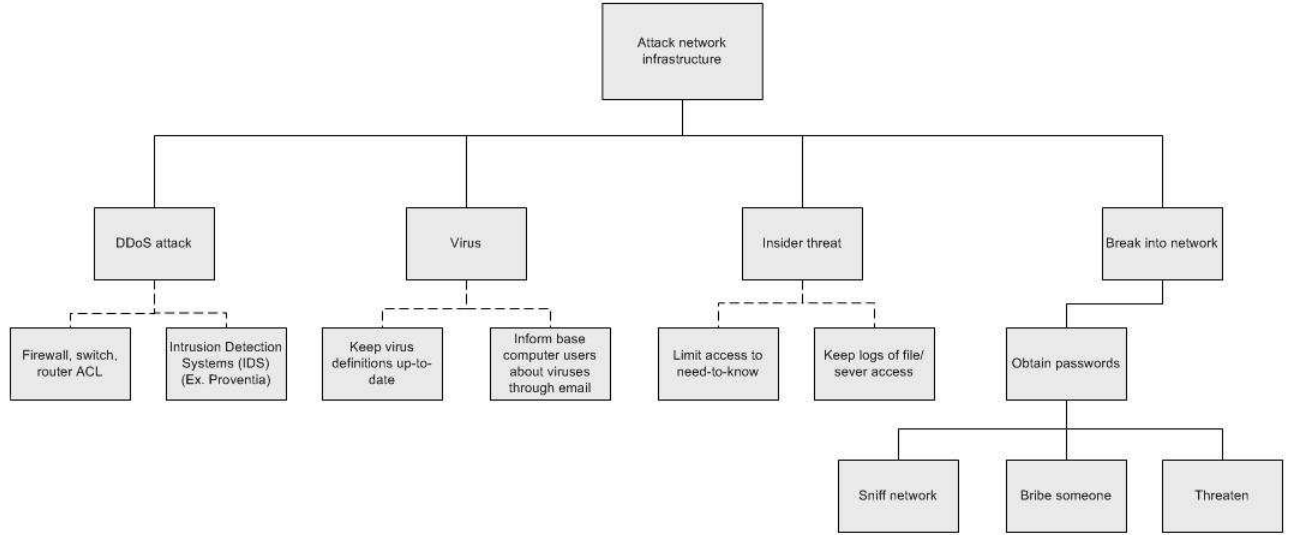 Attack network
infrastructure
DDoS attack
Virus
Insider threat
Break into network
Firewall, switch,
router ACL
Intrusion Detection
Systems (IDS)
(Ex. Proventia)
Keep virus
definitions up-to-
date
Inform base
computer users
about viruses
through email
Limit access to
need-to-know
Keep logs of file/
sever access
Obtain passwords
Sniff network
Bribe someone
Threaten